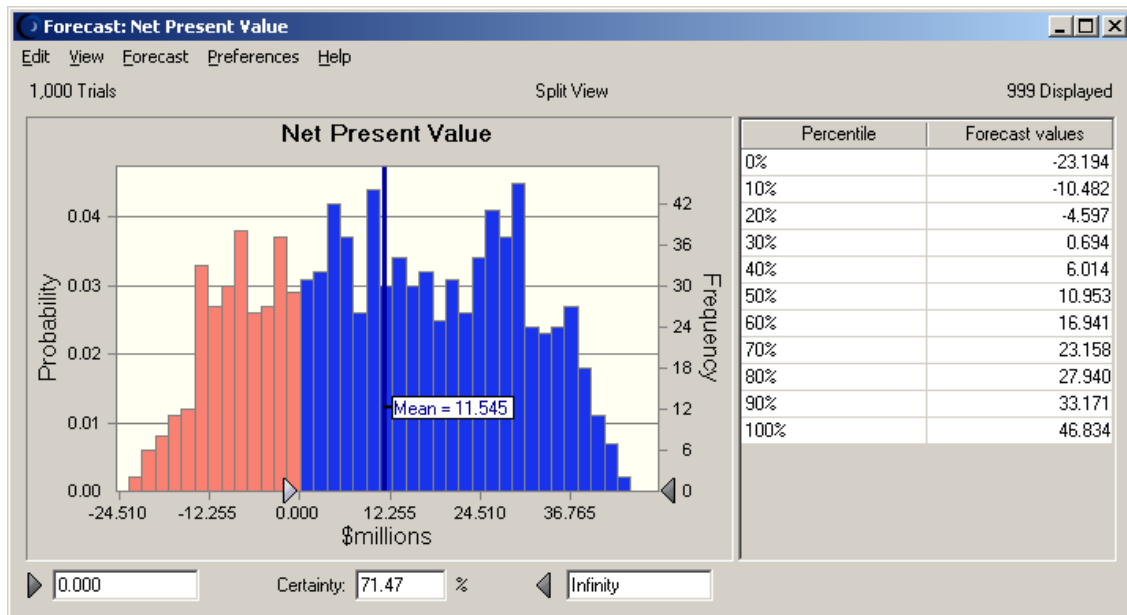 Forecast: Net Present Value
Edit View Forecast Preferences Help
1,000 Trials Split View 999 Displayed
Net Present Value
Probability
0.04
0.03
0.02
0.01
0.00
Frequency
42
36
30
24
18
12
6
0
Mean = 11.545
-24.510 -12.255 0.000 12.255 24.510 36.765
$millions
Percentile Forecast values
0% -23.194
10% -10.482
20% -4.597
30% 0.694
40% 6.014
50% 10.953
60% 16.941
70% 23.158
80% 27.940
90% 33.171
100% 46.834
0.000 Certainty: 71.47 % Infinity